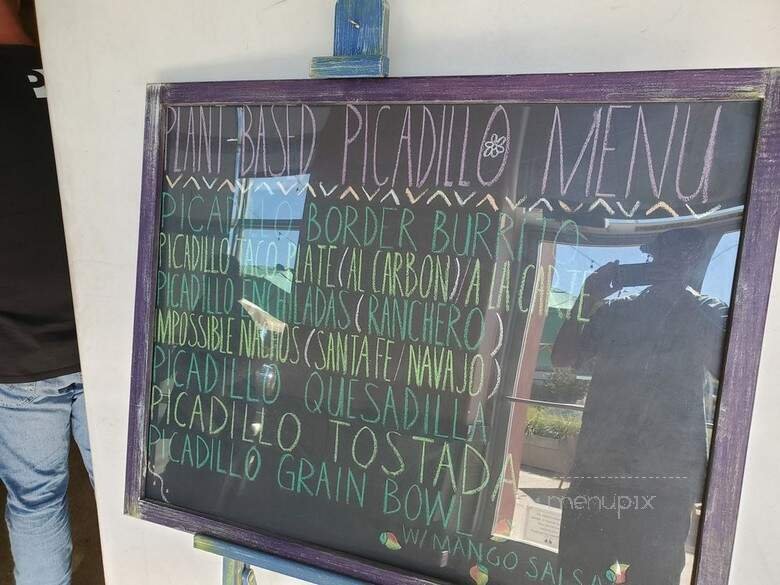 PLANT-BASED PICADILLO MENU
PICADILLO BORDER BURRITO
PICADILLO TACO PLATE (AL CARBON)/A LA CARTE
PICADILLO ENCHILADAS (RANCHERO)
IMPOSSIBLE NACHOS (SANTA FE/NAVAJO)
PICADILLO QUESADILLA
PICADILLO TOSTADA
PICADILLO GRAIN BOWL
W/ MANGO SALSA
menupix